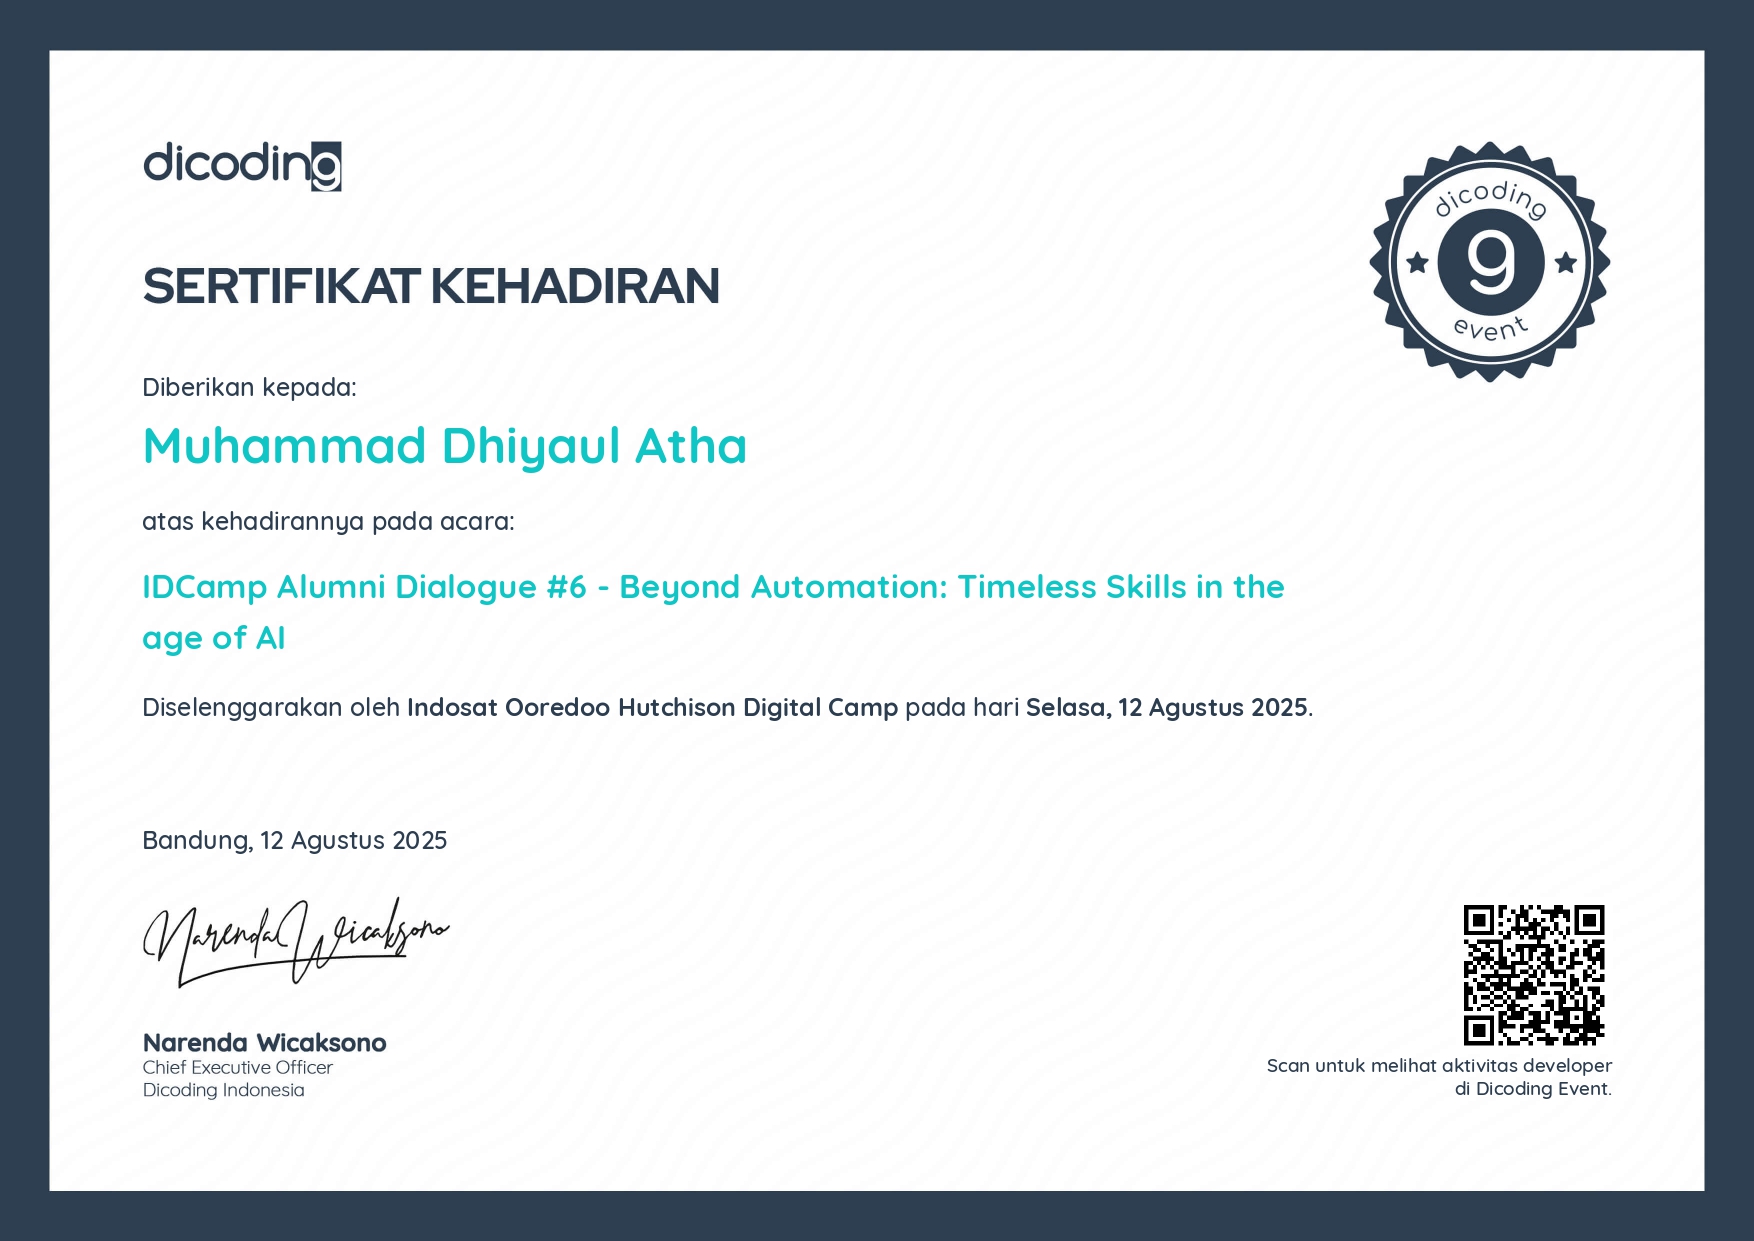 dicoding
dicoding
g
event
SERTIFIKAT KEHADIRAN
Diberikan kepada:
Muhammad Dhiyaul Atha
atas kehadirannya pada acara:
IDCamp Alumni Dialogue #6 - Beyond Automation: Timeless Skills in the
age of AI
Diselenggarakan oleh Indosat Ooredoo Hutchison Digital Camp pada hari Selasa, 12 Agustus 2025.
Bandung, 12 Agustus 2025
Narenda Wicaksono
Narenda Wicaksono
Chief Executive Officer
Dicoding Indonesia
Scan untuk melihat aktivitas developer
di Dicoding Event.